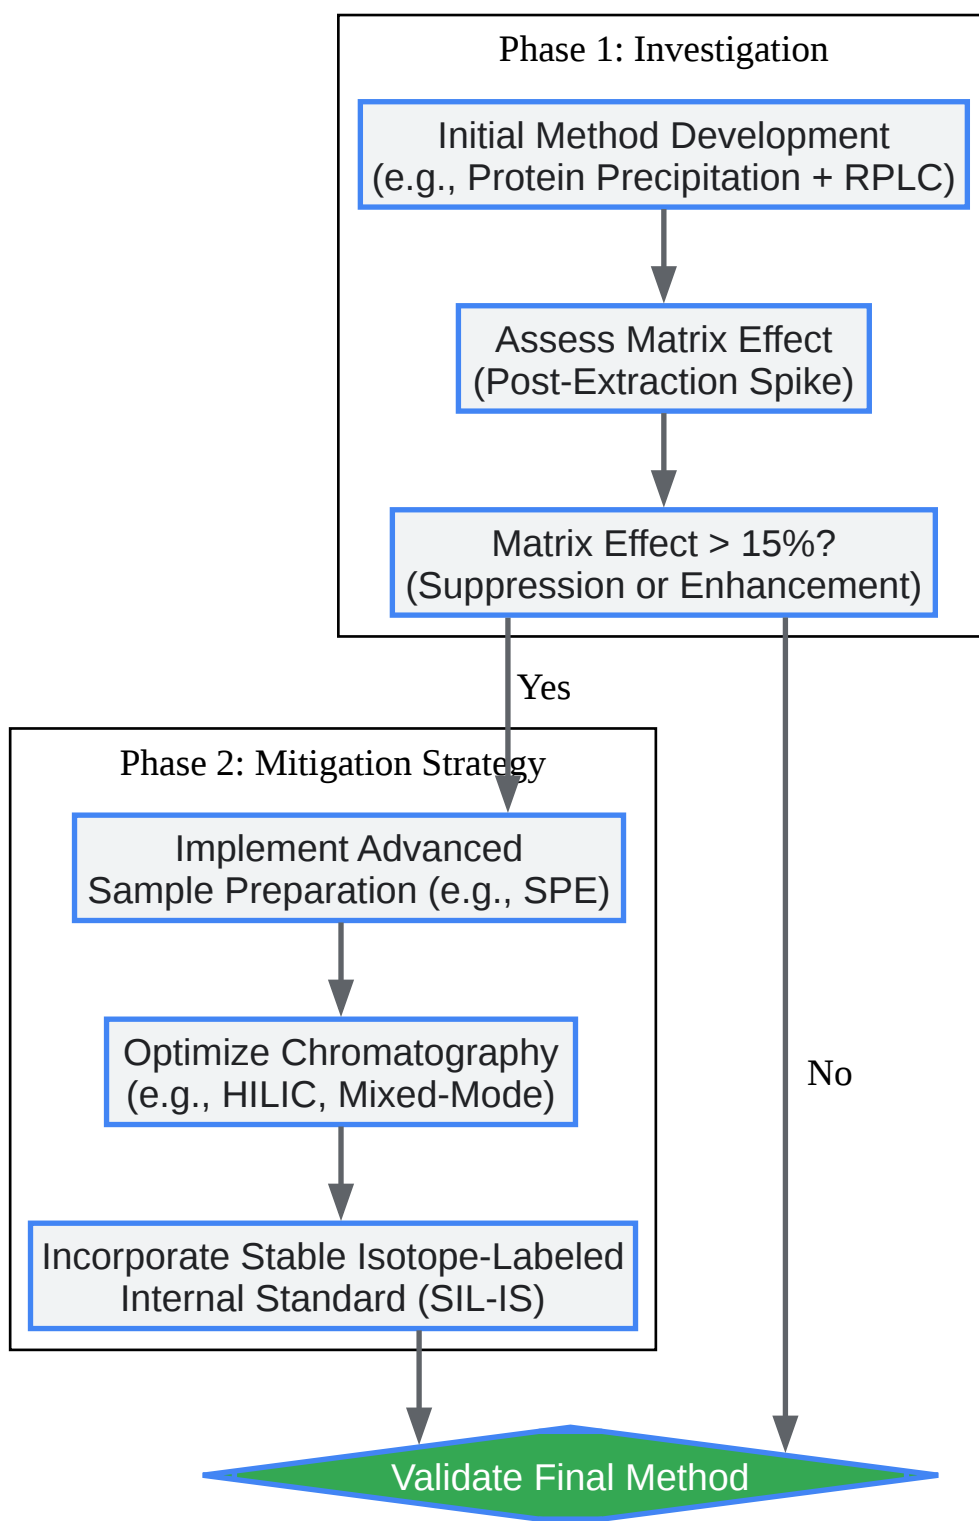 Phase 1: Investigation
Initial Method Development
(e.g., Protein Precipitation + RPLC)
Assess Matrix Effect
(Post-Extraction Spike)
Matrix Effect > 15%?
(Suppression or Enhancement)
Yes
Phase 2: Mitigation Strategy
Implement Advanced
Sample Preparation (e.g., SPE)
Optimize Chromatography
(e.g., HILIC, Mixed-Mode)
No
Incorporate Stable Isotope-Labeled
Internal Standard (SIL-IS)
Validate Final Method